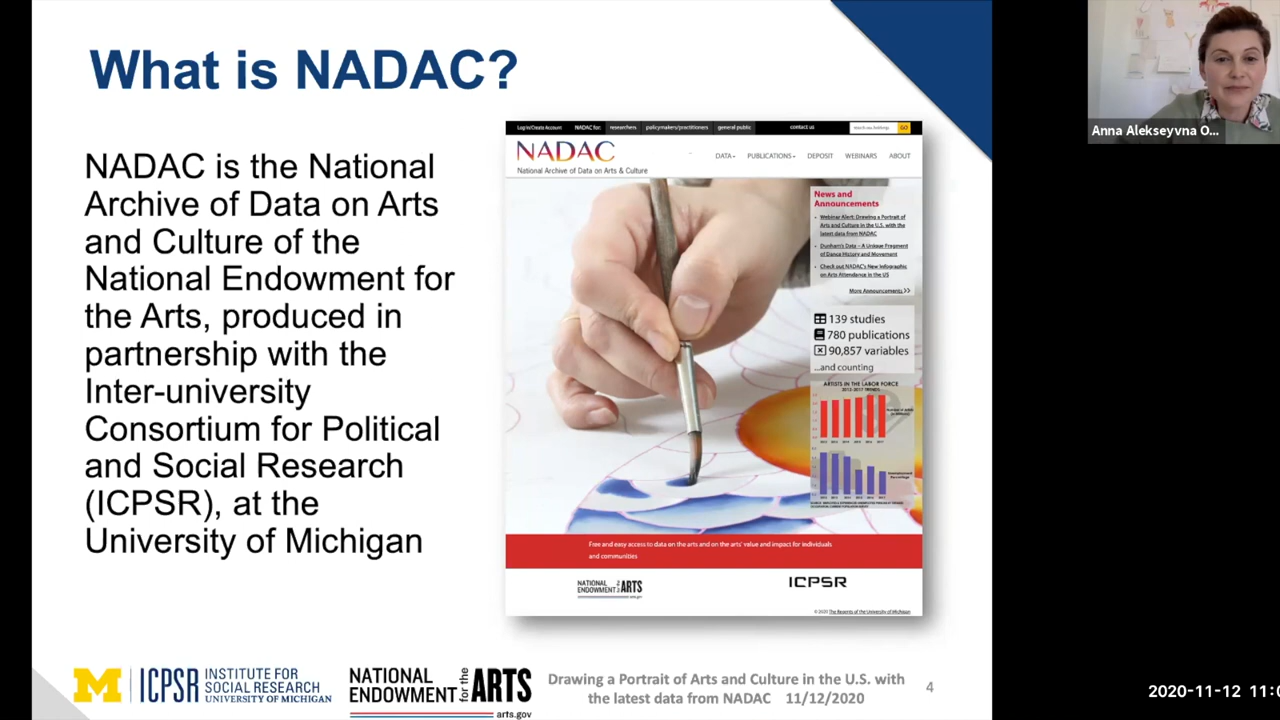 What is NADAC?
NADAC is the National
Archive of Data on Arts
and Culture of the
National Endowment for
the Arts, produced in
partnership with the
Inter-university
Consortium for Political
and Social Research
(ICPSR), at the
University of Michigan
Log In/Create Account NADAC for: researchers policymakers/practitioners general public contact us GO
NADAC
National Archive of Data on Arts & Culture
DATA PUBLICATIONS DEPOSIT WEBINARS ABOUT
News and
Announcements
Webinar Alert: Drawing a Portrait of
Arts and Culture in the U.S. with the
latest data from NADAC
Dunham's Data – A Unique Fragment
of Dance History and Movement
Check out NADAC's New Infographic
on Arts Attendance in the US
More Announcements >>
139 studies
780 publications
90,857 variables
...and counting
ARTISTS IN THE LABOR FORCE
2012-2017 TRENDS
Free and easy access to data on the arts and on the arts' value and impact for individuals
and communities
NATIONAL ENDOWMENT for the ARTS
arts.gov
ICPSR
© 2020 The Regents of the University of Michigan
M ICPSR INSTITUTE FOR
SOCIAL RESEARCH
UNIVERSITY OF MICHIGAN
NATIONAL
ENDOWMENT for the ARTS
arts.gov
Drawing a Portrait of Arts and Culture in the U.S. with
the latest data from NADAC 11/12/2020
4
Anna Alekseyvna O...
2020-11-12 11:0